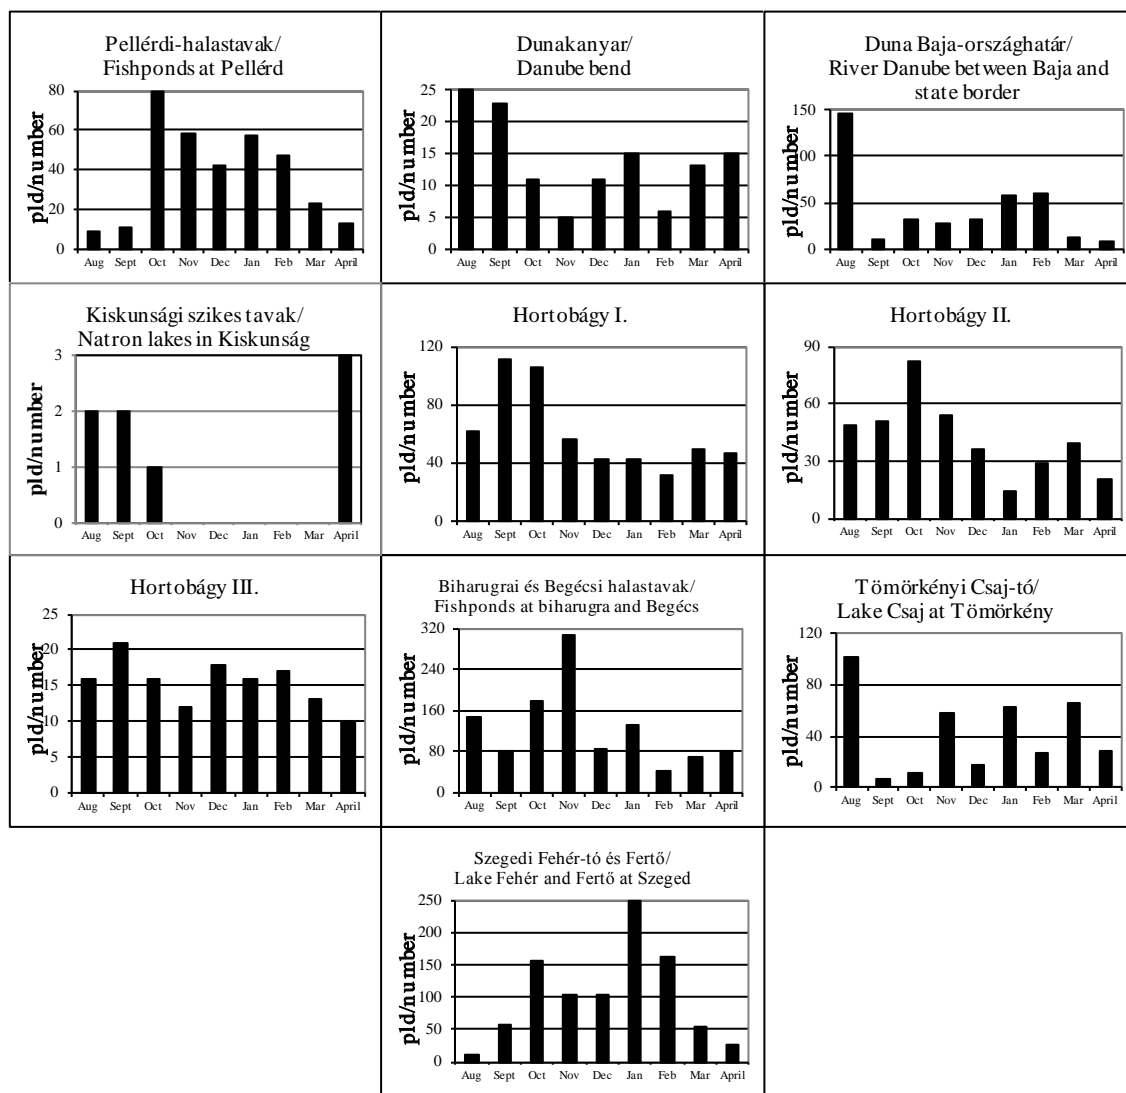 Pellérdi-halastavak/
Fishponds at Pellérd
pld/number
80
60
40
20
0
Aug Sept Oct Nov Dec Jan Feb Mar April
Dunakanyar/
Danube bend
pld/number
25
20
15
10
5
0
Aug Sept Oct Nov Dec Jan Feb Mar April
Duna Baja-országhatár/
River Danube between Baja and
state border
pld/number
150
100
50
0
Aug Sept Oct Nov Dec Jan Feb Mar April
Kiskunsági szikes tavak/
Natron lakes in Kiskunság
pld/number
3
2
1
0
Aug Sept Oct Nov Dec Jan Feb Mar April
Hortobágy I.
pld/number
120
80
40
0
Aug Sept Oct Nov Dec Jan Feb Mar April
Hortobágy II.
pld/number
90
60
30
0
Aug Sept Oct Nov Dec Jan Feb Mar April
Hortobágy III.
pld/number
25
20
15
10
5
0
Aug Sept Oct Nov Dec Jan Feb Mar April
Biharugrai és Begécsi halastavak/
Fishponds at biharugra and Begécs
pld/number
320
240
160
80
0
Aug Sept Oct Nov Dec Jan Feb Mar April
Tömörkényi Csaj-tó/
Lake Csaj at Tömörkény
pld/number
120
80
40
0
Aug Sept Oct Nov Dec Jan Feb Mar April
Szegedi Fehér-tó és Fertő/
Lake Fehér and Fertő at Szeged
pld/number
250
200
150
100
50
0
Aug Sept Oct Nov Dec Jan Feb Mar April